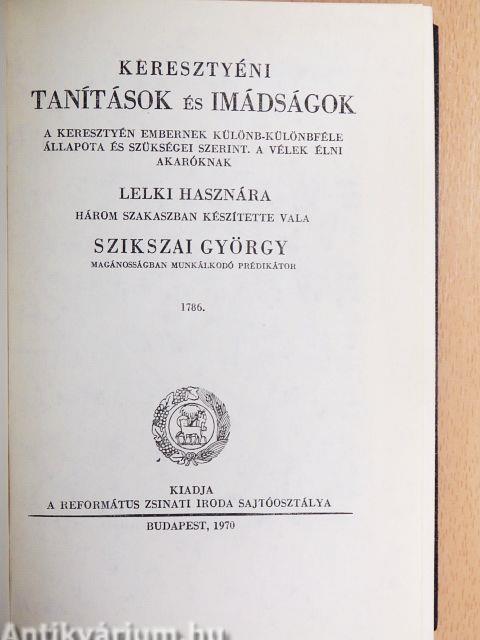 KERESZTYÉNI
TANÍTÁSOK ÉS IMÁDSÁGOK
A KERESZTYÉN EMBERNEK KÜLÖNB-KÜLÖNBFÉLE
ÁLLAPOTA ÉS SZÜKSÉGEI SZERINT. A VÉLEK ÉLNI
AKARÓKNAK
LELKI HASZNÁRA
HÁROM SZAKASZBAN KÉSZÍTETTE VALA
SZIKSZAI GYÖRGY
MAGÁNOSSÁGBAN MUNKÁLKODÓ PRÉDIKÁTOR
1786.
KIADJA
A REFORMÁTUS ZSINATI IRODA SAJTÓOSZTÁLYA
BUDAPEST, 1970
Antikvárium.hu